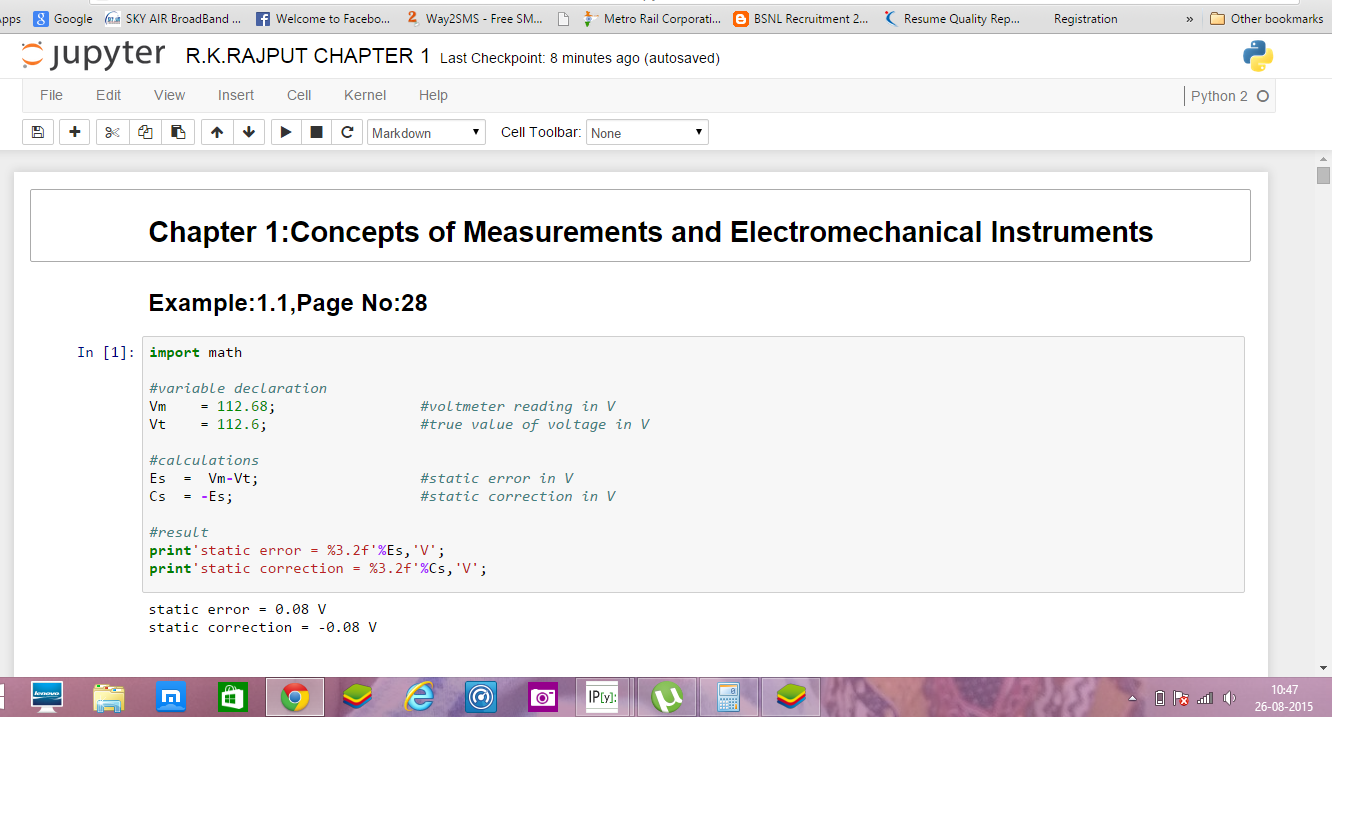 pps Google SKY AIR BroadBand ... Welcome to Facebo... 2 Way2SMS - Free SM... Metro Rail Corporati... BSNL Recruitment 2... Resume Quality Rep... Registration » Other bookmarks
jupyter R.K.RAJPUT CHAPTER 1 Last Checkpoint: 8 minutes ago (autosaved)
File Edit View Insert Cell Kernel Help Python 2
Markdown Cell Toolbar: None
Chapter 1:Concepts of Measurements and Electromechanical Instruments
Example:1.1,Page No:28
In [1]: import math
#variable declaration
Vm = 112.68; #voltmeter reading in V
Vt = 112.6; #true value of voltage in V
#calculations
Es = Vm-Vt; #static error in V
Cs = -Es; #static correction in V
#result
print'static error = %3.2f'%Es,'V';
print'static correction = %3.2f'%Cs,'V';
static error = 0.08 V
static correction = -0.08 V
lenovo IP[y]: 10:47
26-08-2015